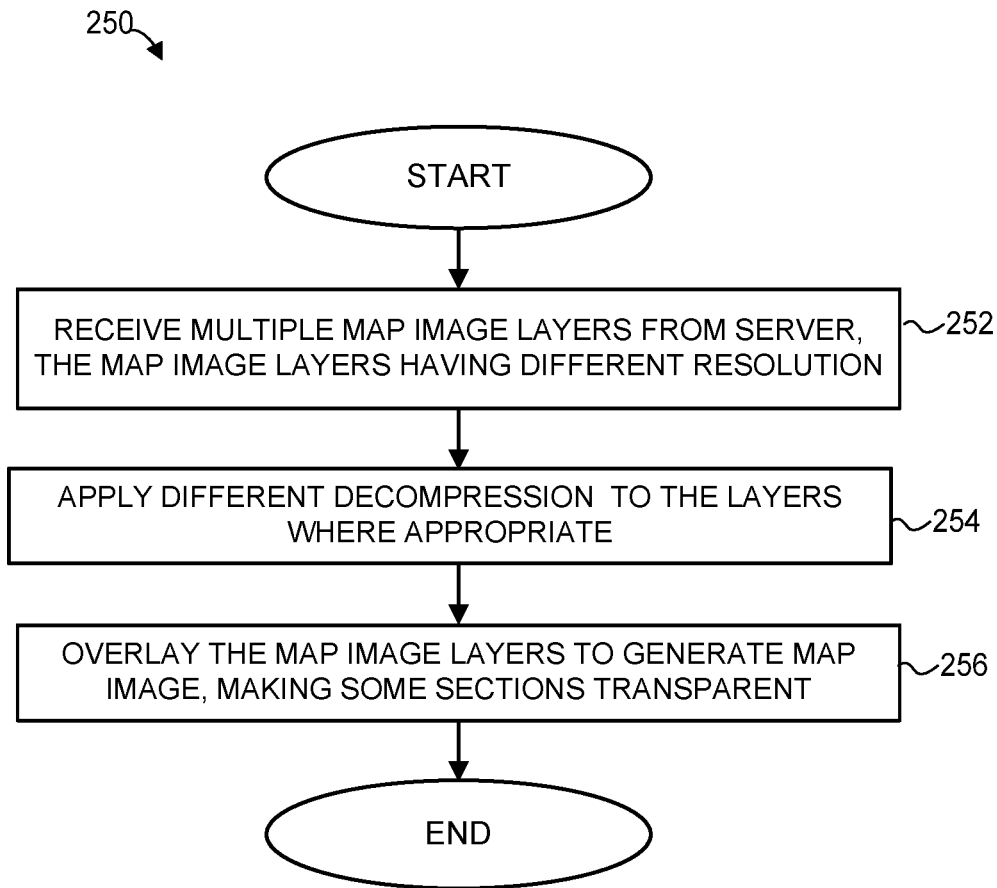 250
START
RECEIVE MULTIPLE MAP IMAGE LAYERS FROM SERVER,
THE MAP IMAGE LAYERS HAVING DIFFERENT RESOLUTION
252
APPLY DIFFERENT DECOMPRESSION TO THE LAYERS
WHERE APPROPRIATE
254
OVERLAY THE MAP IMAGE LAYERS TO GENERATE MAP
IMAGE, MAKING SOME SECTIONS TRANSPARENT
256
END